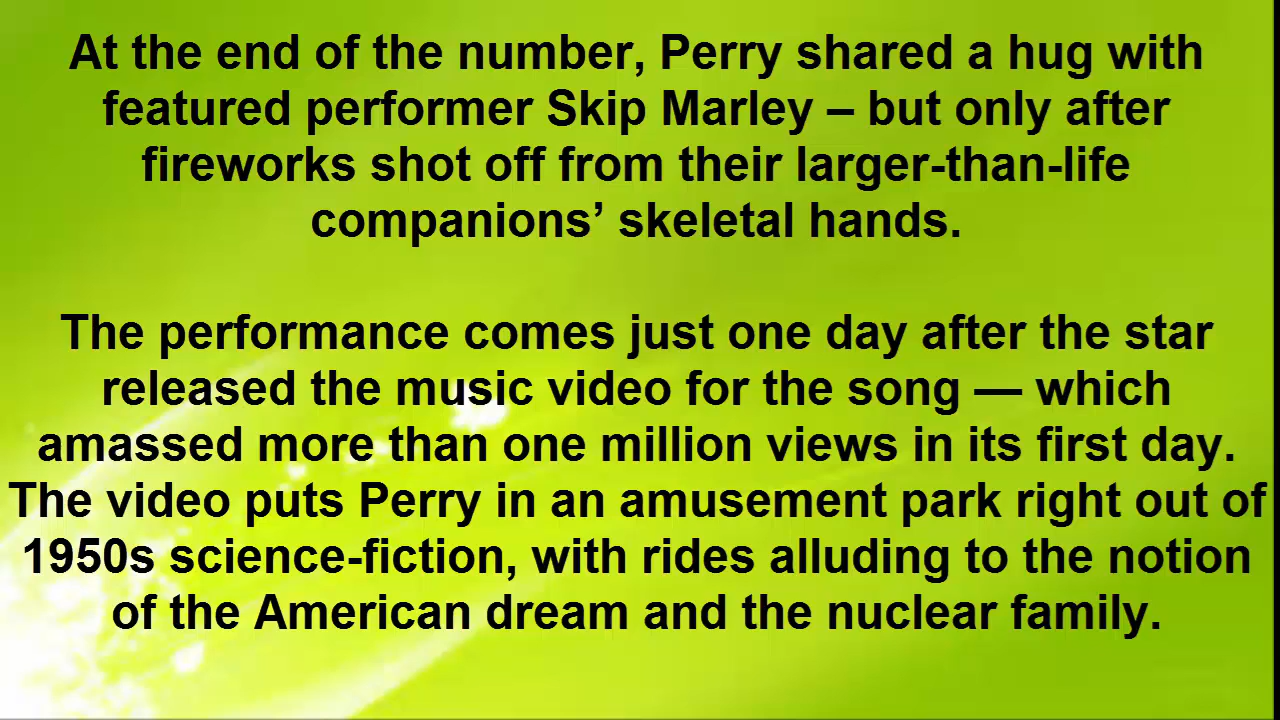 At the end of the number, Perry shared a hug with
featured performer Skip Marley – but only after
fireworks shot off from their larger-than-life
companions’ skeletal hands.
The performance comes just one day after the star
released the music video for the song — which
amassed more than one million views in its first day.
The video puts Perry in an amusement park right out of
1950s science-fiction, with rides alluding to the notion
of the American dream and the nuclear family.